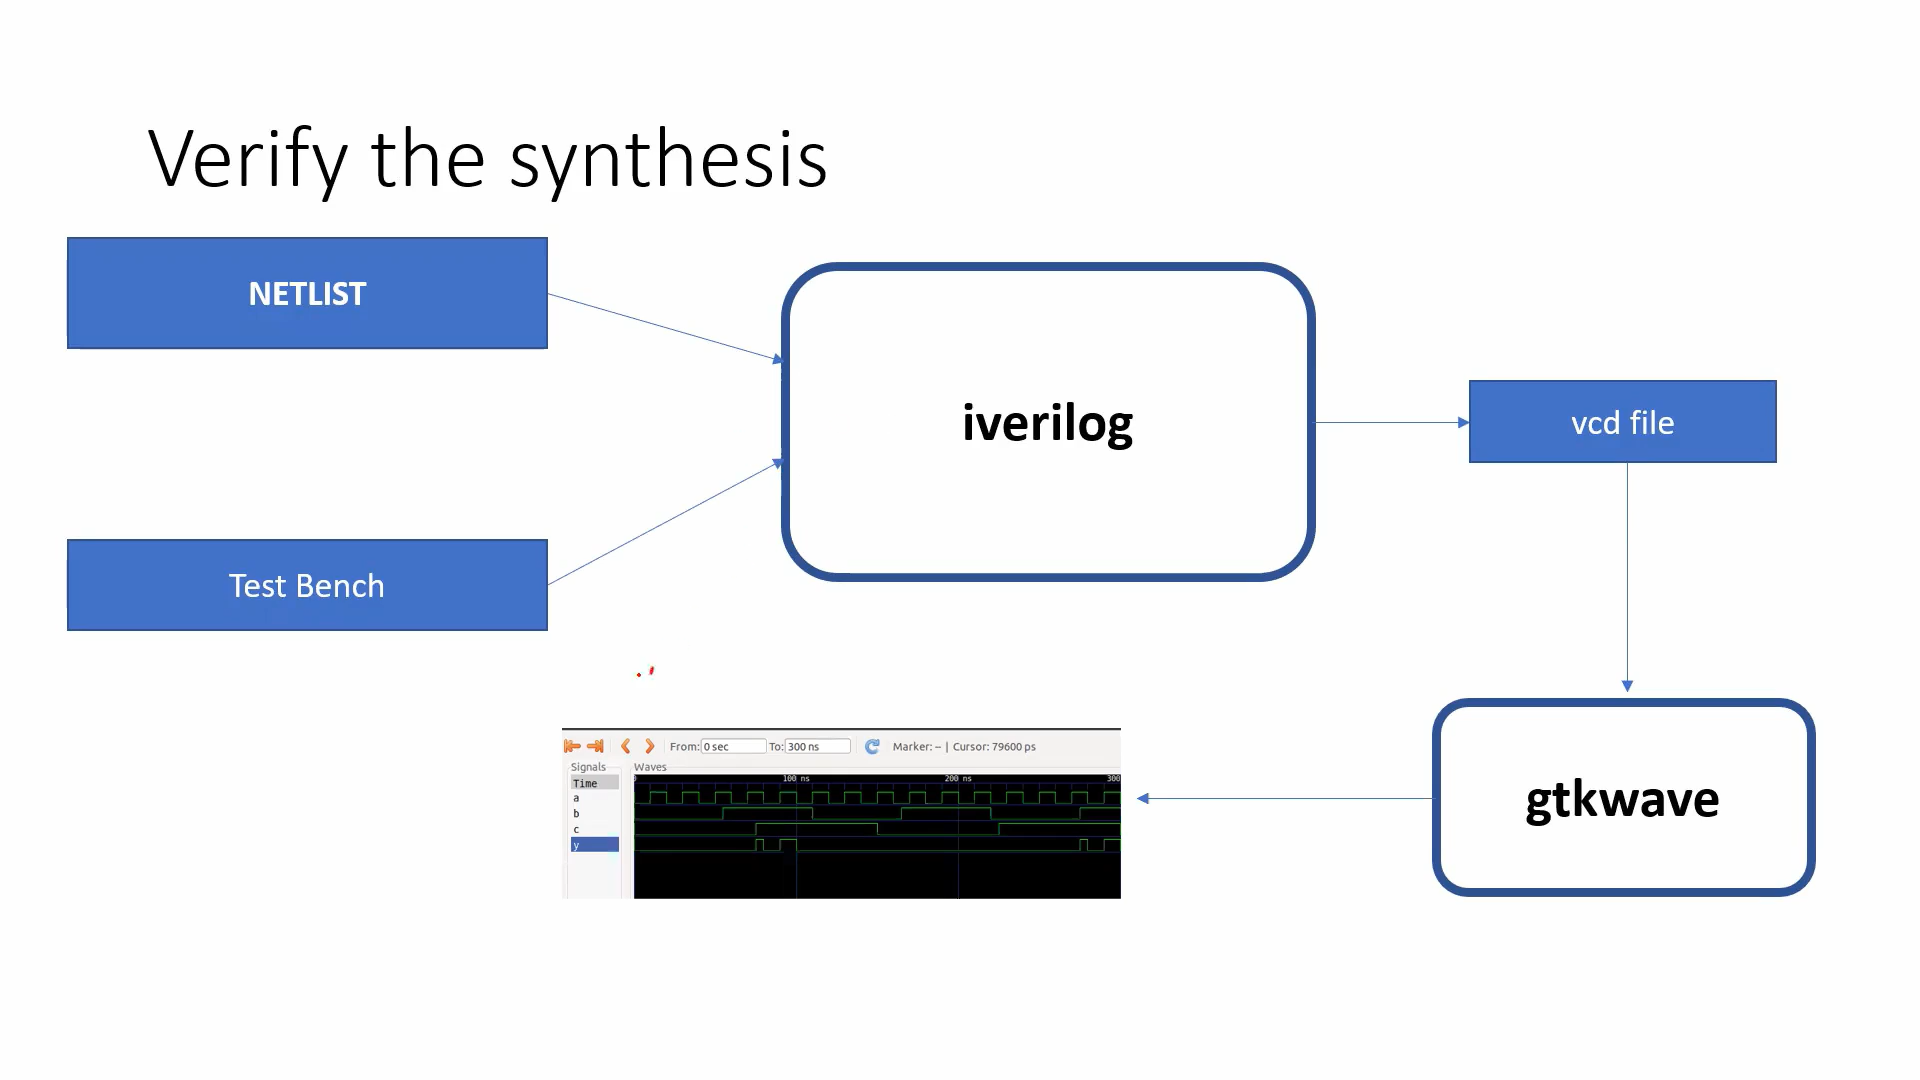 Verify the synthesis
NETLIST
iverilog
vcd file
Test Bench
From: 0 sec To: 300 ns Marker: -- | Cursor: 79600 ps
Signals Waves
Time 100 ns 200 ns 300
a
b
c
y
gtkwave